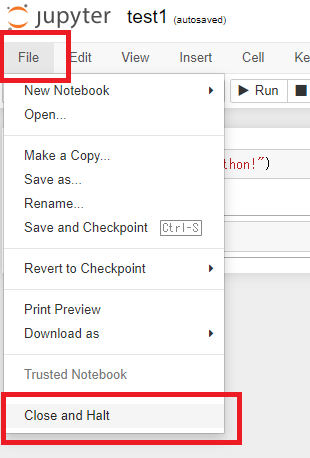 jupyter test1 (autosaved)
File Edit View Insert Cell Ke
New Notebook
Run
Open...
Make a Copy...
thon!")
Save as...
Rename...
Save and Checkpoint Ctrl-S
Revert to Checkpoint
Print Preview
Download as
Trusted Notebook
Close and Halt